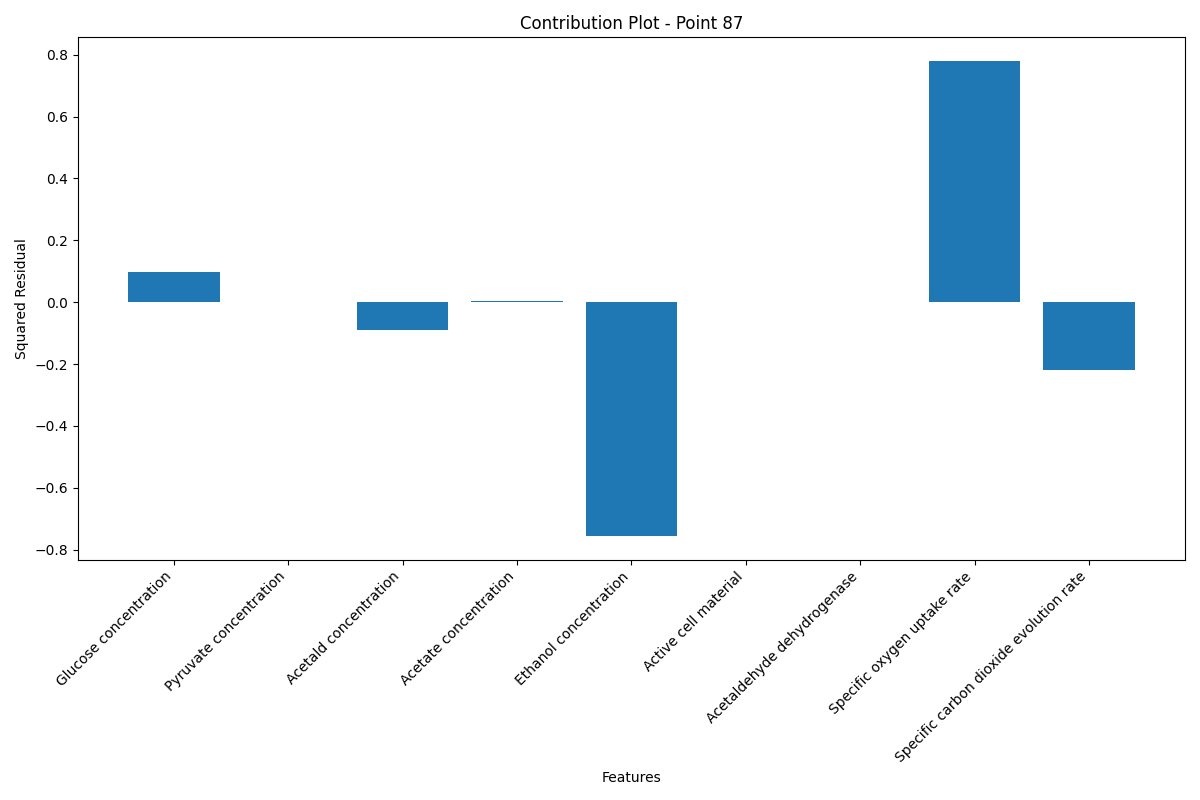 Contribution Plot - Point 87
Squared Residual
0.8
0.6
0.4
0.2
0.0
−0.2
−0.4
−0.6
−0.8
Glucose concentration
Pyruvate concentration
Acetald concentration
Acetate concentration
Ethanol concentration
Active cell material
Acetaldehyde dehydrogenase
Specific oxygen uptake rate
Specific carbon dioxide evolution rate
Features